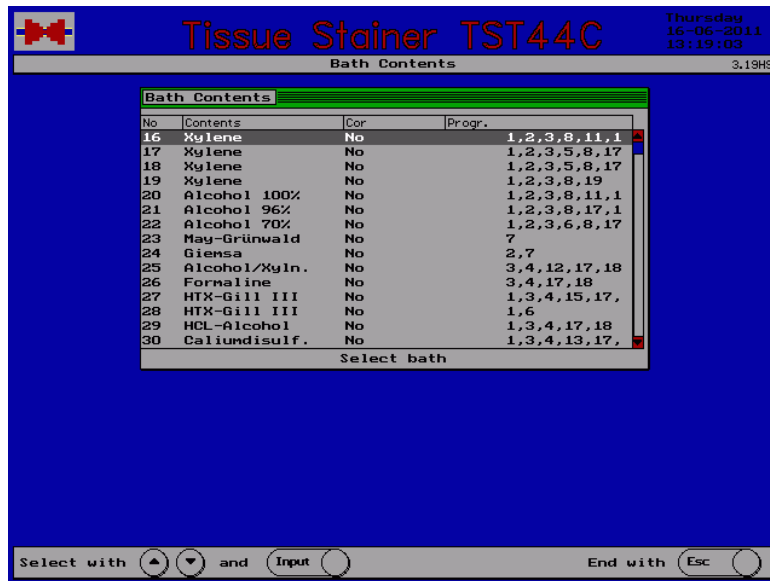 Tissue Stainer TST44C
Thursday
16-06-2011
13:19:03
Bath Contents
3.19HS
Bath Contents
No Contents Cor Progr.
16 Xylene No 1,2,3,8,11,1
17 Xylene No 1,2,3,5,8,17
18 Xylene No 1,2,3,5,8,17
19 Xylene No 1,2,3,8,19
20 Alcohol 100% No 1,2,3,8,11,1
21 Alcohol 96% No 1,2,3,8,17,1
22 Alcohol 70% No 1,2,3,6,8,17
23 May-Grünwald No 7
24 Giemsa No 2,7
25 Alcohol/Xyln. No 3,4,12,17,18
26 Formaline No 3,4,17,18
27 HTX-Gill III No 1,3,4,15,17,
28 HTX-Gill III No 1,6
29 HCL-Alcohol No 1,3,4,17,18
30 Caliumdisulf. No 1,3,4,13,17,
Select bath
Select with and Input End with Esc